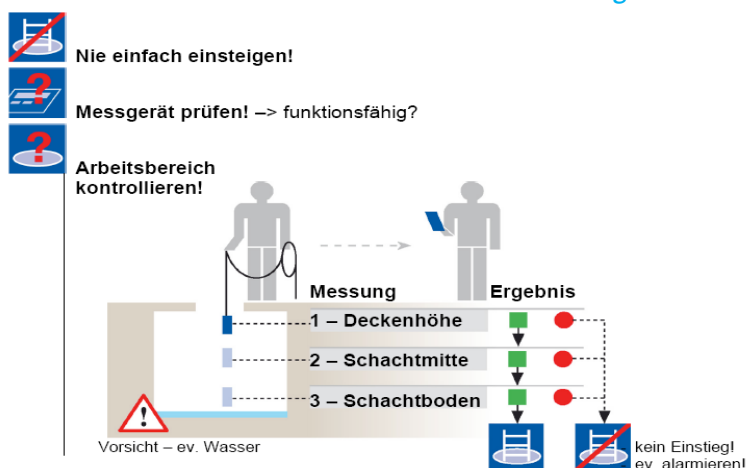 Nie einfach einsteigen!
Messgerät prüfen! –> funktionsfähig?
Arbeitsbereich
kontrollieren!
Messung Ergebnis
1 – Deckenhöhe
2 – Schachtmitte
3 – Schachtboden
Vorsicht – ev. Wasser
kein Einstieg!
ev. alarmieren!